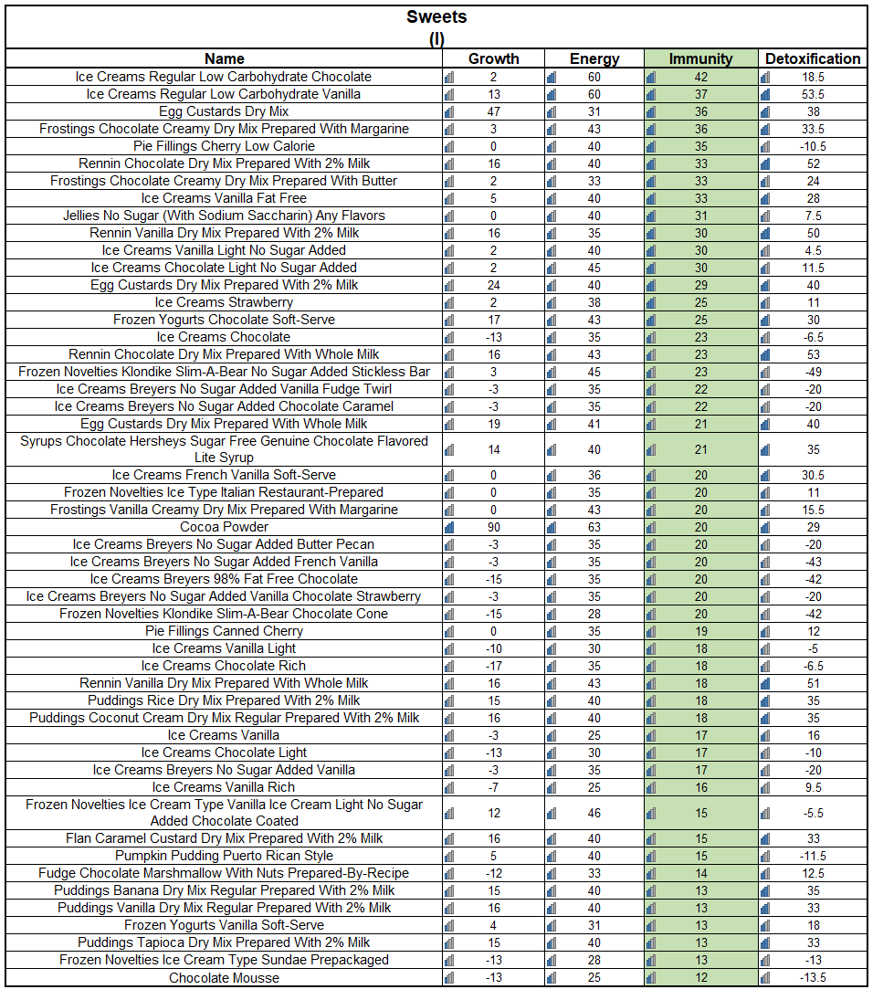 Sweets
(I)
Name Growth Energy Immunity Detoxification
Ice Creams Regular Low Carbohydrate Chocolate 2 60 42 18.5
Ice Creams Regular Low Carbohydrate Vanilla 13 60 37 53.5
Egg Custards Dry Mix 47 31 36 38
Frostings Chocolate Creamy Dry Mix Prepared With Margarine 3 43 36 33.5
Pie Fillings Cherry Low Calorie 0 40 35 -10.5
Rennin Chocolate Dry Mix Prepared With 2% Milk 16 40 33 52
Frostings Chocolate Creamy Dry Mix Prepared With Butter 2 33 33 24
Ice Creams Vanilla Fat Free 5 40 33 28
Jellies No Sugar (With Sodium Saccharin) Any Flavors 0 40 31 7.5
Rennin Vanilla Dry Mix Prepared With 2% Milk 16 35 30 50
Ice Creams Vanilla Light No Sugar Added 2 40 30 4.5
Ice Creams Chocolate Light No Sugar Added 2 45 30 11.5
Egg Custards Dry Mix Prepared With 2% Milk 24 40 29 40
Ice Creams Strawberry 2 38 25 11
Frozen Yogurts Chocolate Soft-Serve 17 43 25 30
Ice Creams Chocolate -13 35 23 -6.5
Rennin Chocolate Dry Mix Prepared With Whole Milk 16 43 23 53
Frozen Novelties Klondike Slim-A-Bear No Sugar Added Stickless Bar 3 45 23 -49
Ice Creams Breyers No Sugar Added Vanilla Fudge Twirl -3 35 22 -20
Ice Creams Breyers No Sugar Added Chocolate Caramel -3 35 22 -20
Egg Custards Dry Mix Prepared With Whole Milk 19 41 21 40
Syrups Chocolate Hersheys Sugar Free Genuine Chocolate Flavored
Lite Syrup 14 40 21 35
Ice Creams French Vanilla Soft-Serve 0 36 20 30.5
Frozen Novelties Ice Type Italian Restaurant-Prepared 0 35 20 11
Frostings Vanilla Creamy Dry Mix Prepared With Margarine 0 43 20 15.5
Cocoa Powder 90 63 20 29
Ice Creams Breyers No Sugar Added Butter Pecan -3 35 20 -20
Ice Creams Breyers No Sugar Added French Vanilla -3 35 20 -43
Ice Creams Breyers 98% Fat Free Chocolate -15 35 20 -42
Ice Creams Breyers No Sugar Added Vanilla Chocolate Strawberry -3 35 20 -20
Frozen Novelties Klondike Slim-A-Bear Chocolate Cone -15 28 20 -42
Pie Fillings Canned Cherry 0 35 19 12
Ice Creams Vanilla Light -10 30 18 -5
Ice Creams Chocolate Rich -17 35 18 -6.5
Rennin Vanilla Dry Mix Prepared With Whole Milk 16 43 18 51
Puddings Rice Dry Mix Prepared With 2% Milk 15 40 18 35
Puddings Coconut Cream Dry Mix Regular Prepared With 2% Milk 16 40 18 35
Ice Creams Vanilla -3 25 17 16
Ice Creams Chocolate Light -13 30 17 -10
Ice Creams Breyers No Sugar Added Vanilla -3 35 17 -20
Ice Creams Vanilla Rich -7 25 16 9.5
Frozen Novelties Ice Cream Type Vanilla Ice Cream Light No Sugar
Added Chocolate Coated 12 46 15 -5.5
Flan Caramel Custard Dry Mix Prepared With 2% Milk 16 40 15 33
Pumpkin Pudding Puerto Rican Style 5 40 15 -11.5
Fudge Chocolate Marshmallow With Nuts Prepared-By-Recipe -12 33 14 12.5
Puddings Banana Dry Mix Regular Prepared With 2% Milk 15 40 13 35
Puddings Vanilla Dry Mix Regular Prepared With 2% Milk 16 40 13 33
Frozen Yogurts Vanilla Soft-Serve 4 31 13 18
Puddings Tapioca Dry Mix Prepared With 2% Milk 15 40 13 33
Frozen Novelties Ice Cream Type Sundae Prepackaged -13 28 13 -13
Chocolate Mousse -13 25 12 -13.5